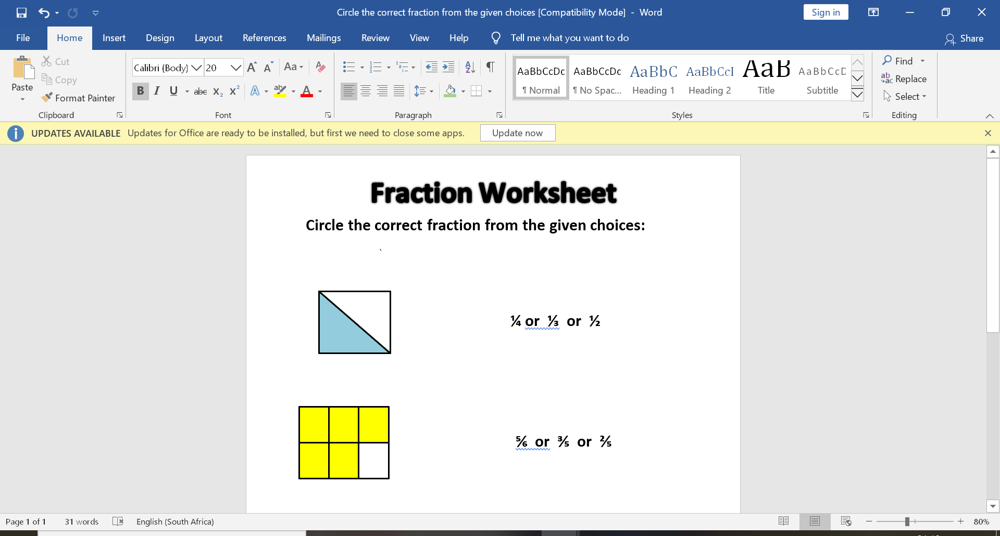 Circle the correct fraction from the given choices [Compatibility Mode] - Word
Sign in
File Home Insert Design Layout References Mailings Review View Help Tell me what you want to do Share
Paste
Cut
Copy
Format Painter
Clipboard
Calibri (Body) 20
Font
Paragraph
AaBbCcDc AaBbCcDc AaBbC AaBbCcI AaB AaBbCcD
¶ Normal ¶ No Spac... Heading 1 Heading 2 Title Subtitle
Styles
Find
Replace
Select
Editing
UPDATES AVAILABLE Updates for Office are ready to be installed, but first we need to close some apps. Update now
Fraction Worksheet
Circle the correct fraction from the given choices:
`
¼ or ⅓ or ½
⅚ or ⅗ or ⅖
Page 1 of 1 31 words English (South Africa) 80%